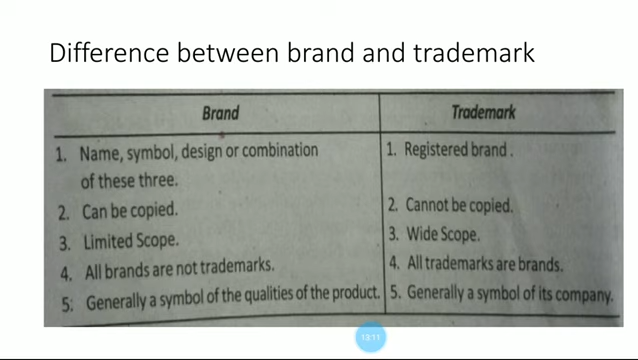 Difference between brand and trademark
Brand Trademark
1. Name, symbol, design or combination 1. Registered brand.
of these three.
2. Can be copied. 2. Cannot be copied.
3. Limited Scope. 3. Wide Scope.
4. All brands are not trademarks. 4. All trademarks are brands.
5. Generally a symbol of the qualities of the product. 5. Generally a symbol of its company.
13:11